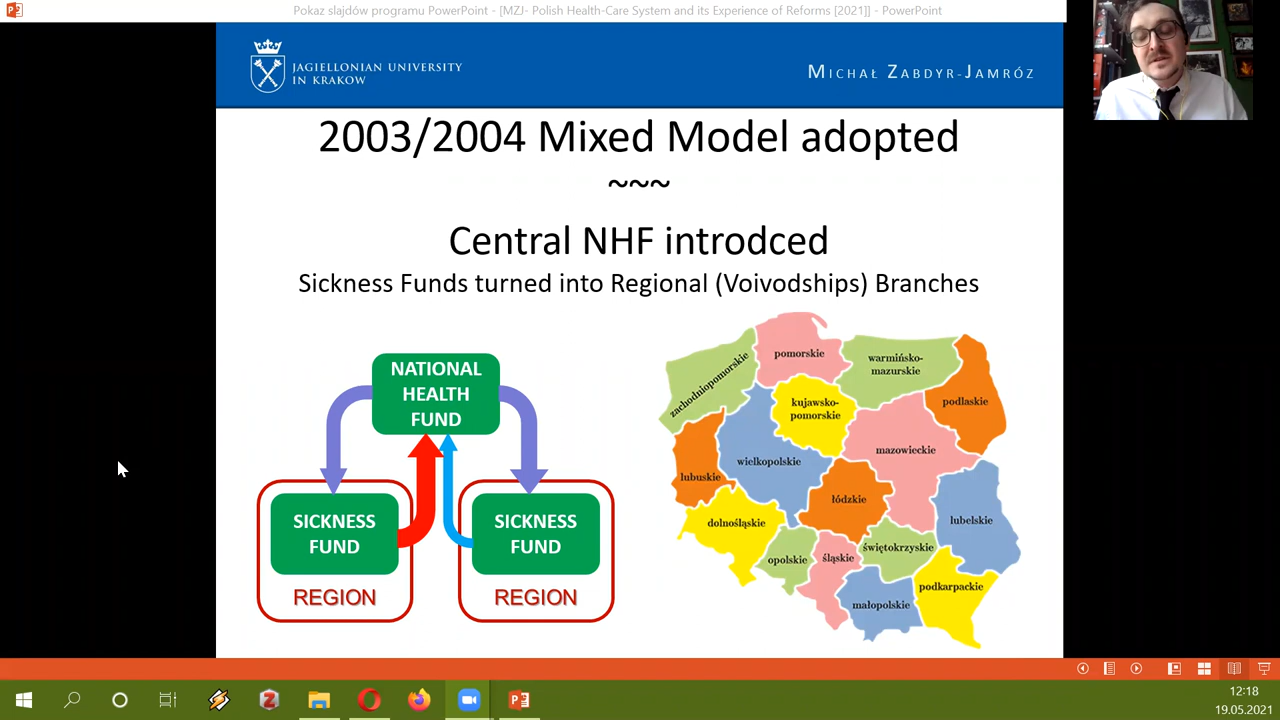 Pokaz slajdów programu PowerPoint - [MZJ- Polish Health-Care System and its Experience of Reforms [2021]] - PowerPoint
JAGIELLONIAN UNIVERSITY
IN KRAKOW
MICHAŁ ZABDYR-JAMRÓZ
2003/2004 Mixed Model adopted
~~~
Central NHF introdced
Sickness Funds turned into Regional (Voivodships) Branches
NATIONAL
HEALTH
FUND
SICKNESS
FUND
REGION
SICKNESS
FUND
REGION
zachodniopomorskie
pomorskie
warmińsko-
mazurskie
podlaskie
kujawsko-
pomorskie
mazowieckie
wielkopolskie
lubuskie
łódzkie
lubelskie
dolnośląskie
opolskie
śląskie
świętokrzyskie
podkarpackie
małopolskie
12:18
19.05.2021